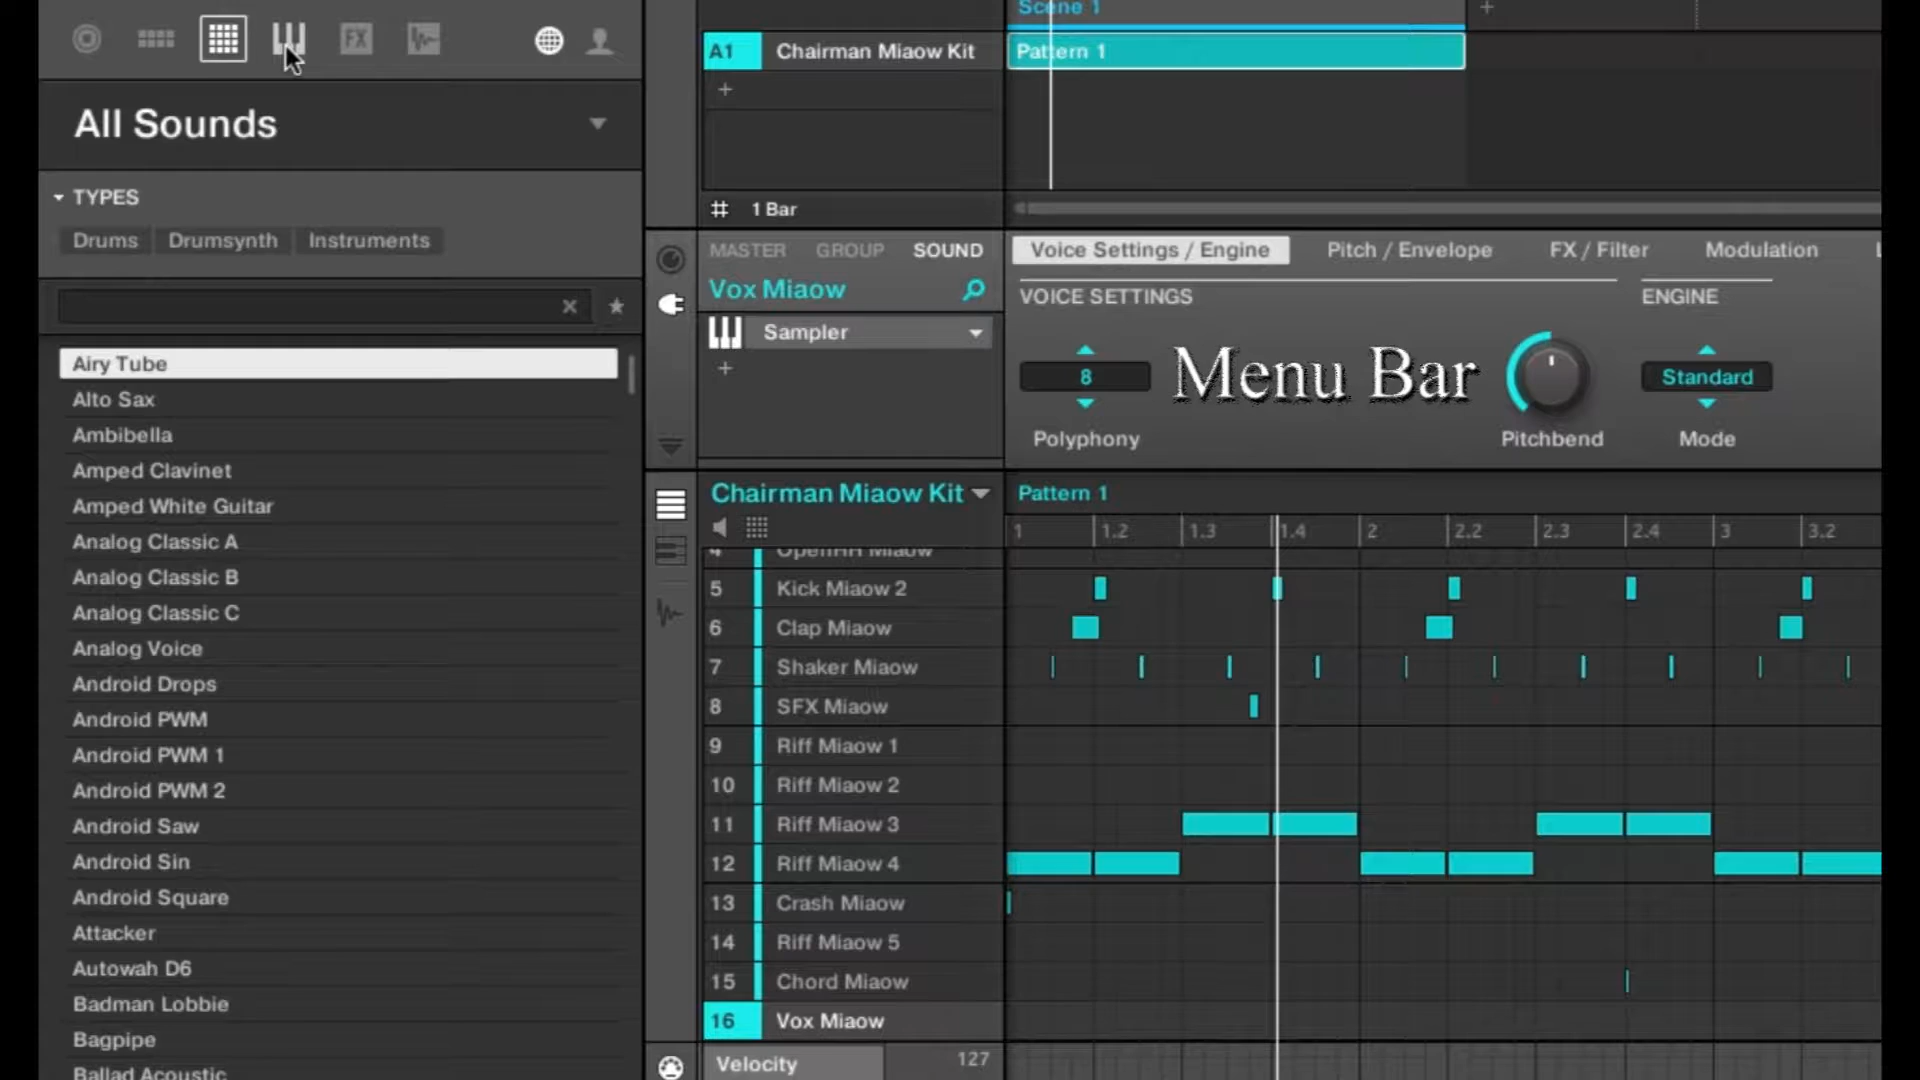 FX
All Sounds
TYPES
Drums
Drumsynth
Instruments
Airy Tube
Alto Sax
Ambibella
Amped Clavinet
Amped White Guitar
Analog Classic A
Analog Classic B
Analog Classic C
Analog Voice
Android Drops
Android PWM
Android PWM 1
Android PWM 2
Android Saw
Android Sin
Android Square
Attacker
Autowah D6
Badman Lobbie
Bagpipe
Ballad Acoustic
Scene 1
+
A1 Chairman Miaow Kit
Pattern 1
+
1 Bar
MASTER GROUP SOUND
Vox Miaow
Sampler
+
Voice Settings / Engine
Pitch / Envelope
FX / Filter
Modulation
VOICE SETTINGS
ENGINE
8
Menu Bar
Standard
Polyphony
Pitchbend
Mode
Chairman Miaow Kit
Pattern 1
1 1.2 1.3 1.4 2 2.2 2.3 2.4 3 3.2
4 OpenHH Miaow
5 Kick Miaow 2
6 Clap Miaow
7 Shaker Miaow
8 SFX Miaow
9 Riff Miaow 1
10 Riff Miaow 2
11 Riff Miaow 3
12 Riff Miaow 4
13 Crash Miaow
14 Riff Miaow 5
15 Chord Miaow
16 Vox Miaow
Velocity 127